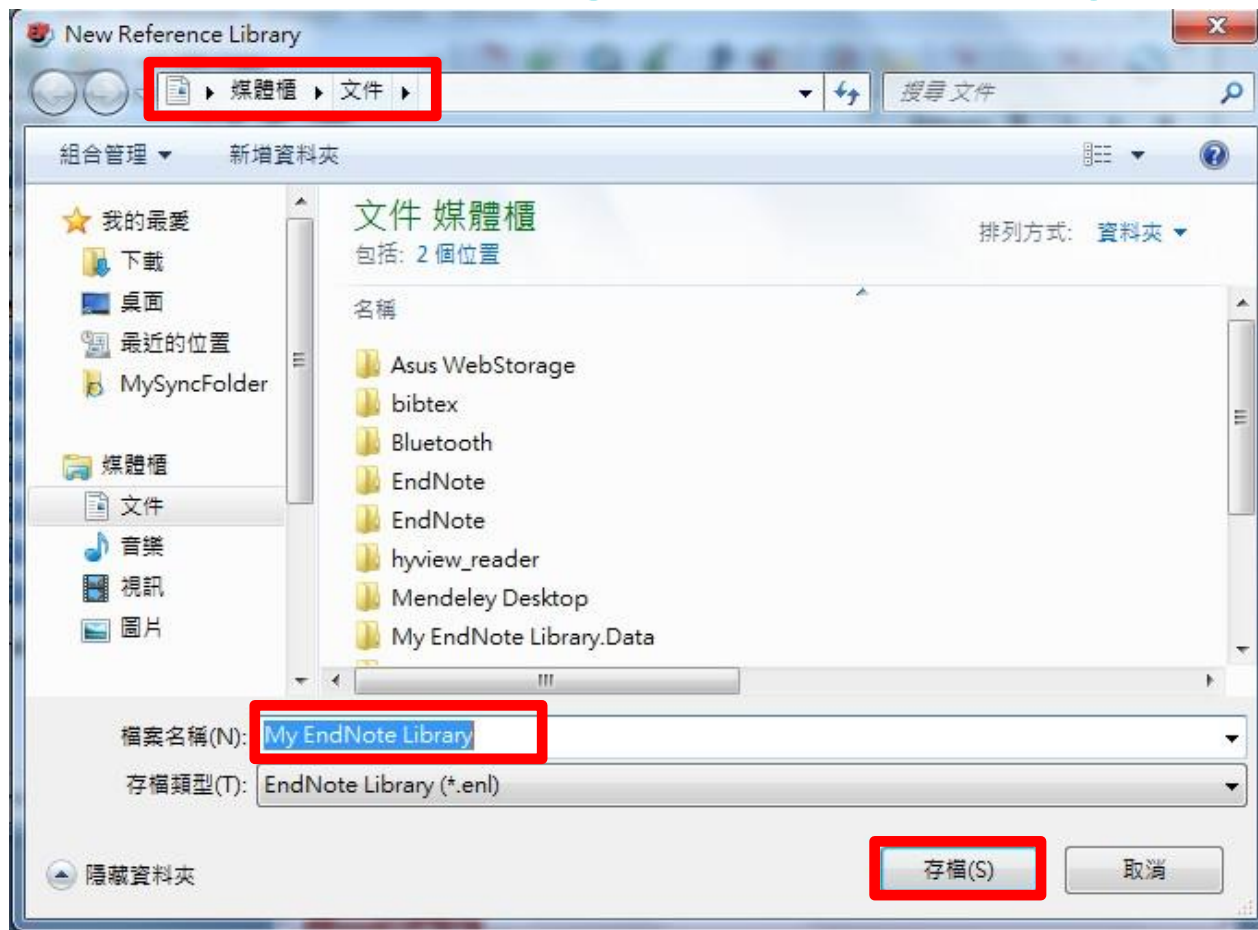 New Reference Library
媒體櫃 文件
搜尋 文件
組合管理 新增資料夾
我的最愛
下載
桌面
最近的位置
MySyncFolder
媒體櫃
文件
音樂
視訊
圖片
文件 媒體櫃
包括: 2 個位置
排列方式: 資料夾
名稱
Asus WebStorage
bibtex
Bluetooth
EndNote
EndNote
hyview_reader
Mendeley Desktop
My EndNote Library.Data
檔案名稱(N): My EndNote Library
存檔類型(T): EndNote Library (*.enl)
隱藏資料夾
存檔(S) 取消